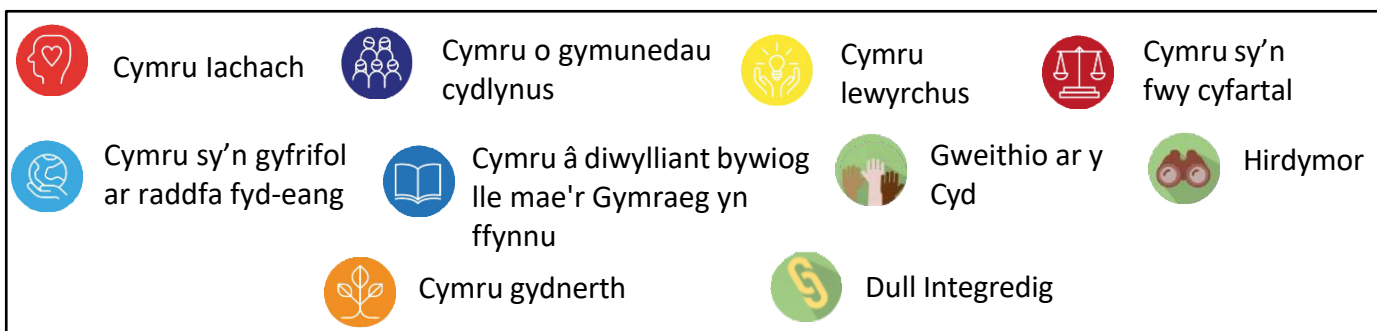 Cymru Iachach
Cymru o gymunedau
cydlynus
Cymru
lewyrchus
Cymru sy’n
fwy cyfartal
Cymru sy’n gyfrifol
ar raddfa fyd-eang
Cymru â diwylliant bywiog
lle mae'r Gymraeg yn
ffynnu
Gweithio ar y
Cyd
Hirdymor
Cymru gydnerth
Dull Integredig